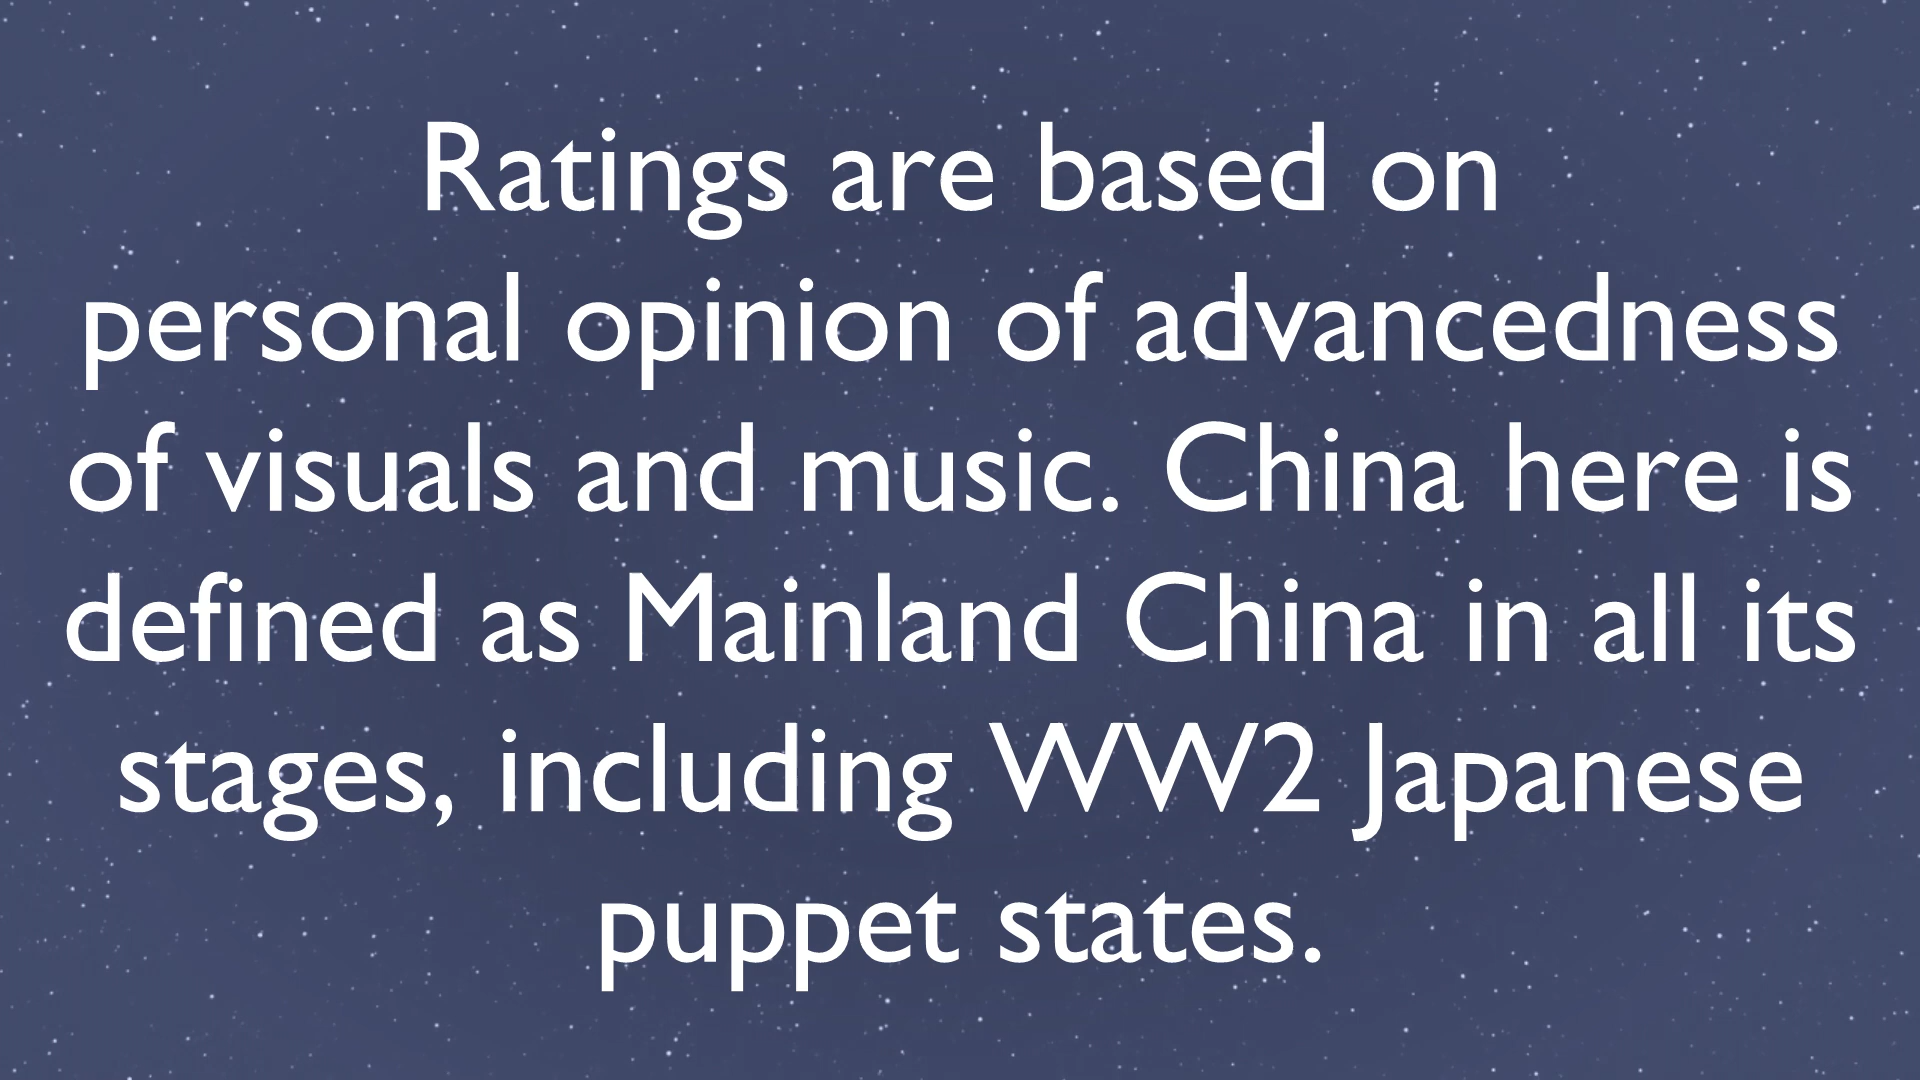 Ratings are based on
personal opinion of advancedness
of visuals and music. China here is
defined as Mainland China in all its
stages, including WW2 Japanese
puppet states.